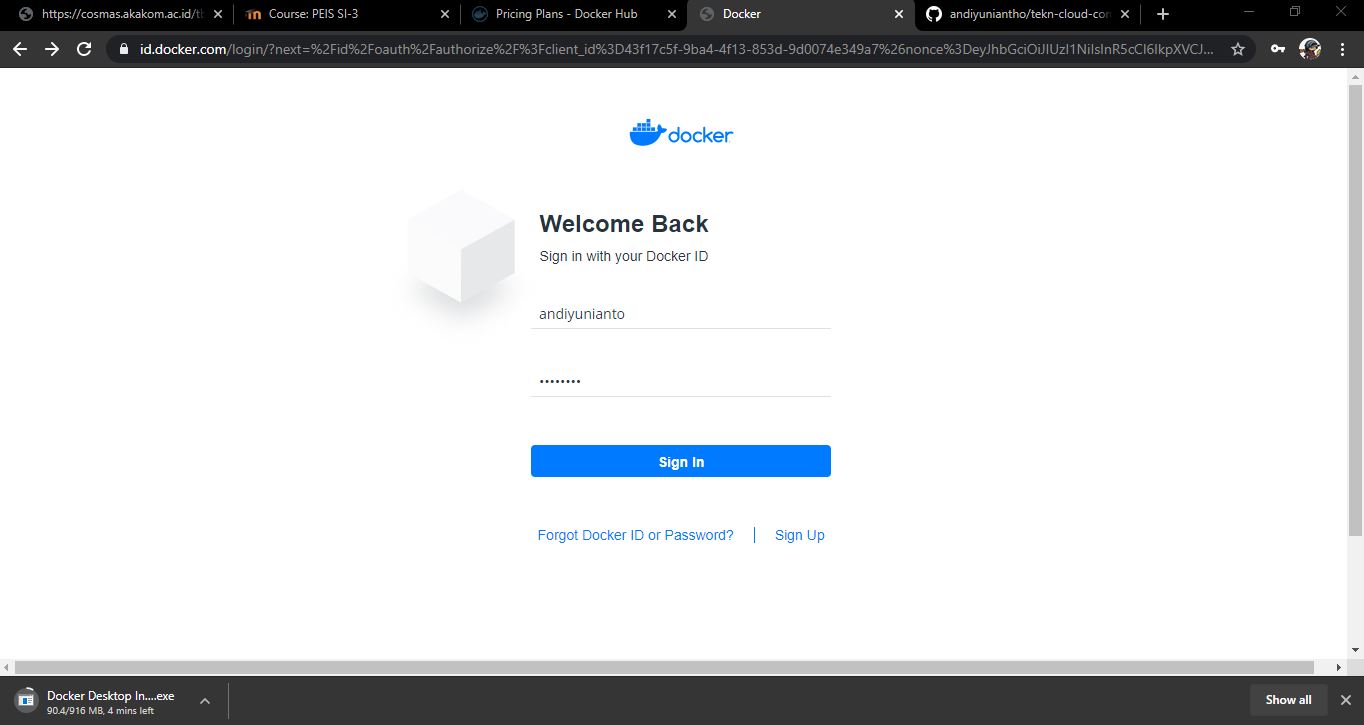 https://cosmas.akakom.ac.id/th
Course: PEIS SI-3
Pricing Plans - Docker Hub
Docker
andiyuniantho/tekn-cloud-com
id.docker.com/login/?next=%2Fid%2Foauth%2Fauthorize%2F%3Fclient_id%3D43f17c5f-9ba4-4f13-853d-9d0074e349a7%26nonce%3DeyJhbGciOiJIUzI1NiIsInR5cCI6IkpXVCJ...
docker
Welcome Back
Sign in with your Docker ID
andiyunianto
••••••••
Sign In
Forgot Docker ID or Password?
Sign Up
Docker Desktop In....exe
90.4/916 MB, 4 mins left
Show all